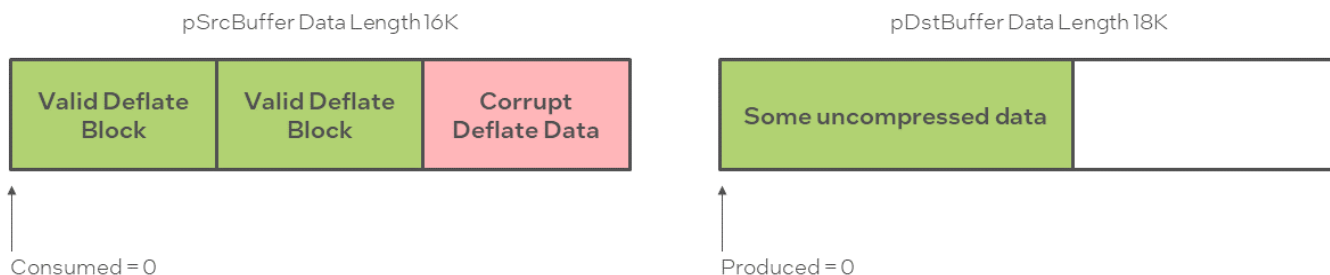 pSrcBuffer Data Length 16K
pDstBuffer Data Length 18K
Valid Deflate
Block
Valid Deflate
Block
Corrupt
Deflate Data
Some uncompressed data
Consumed = 0
Produced = 0